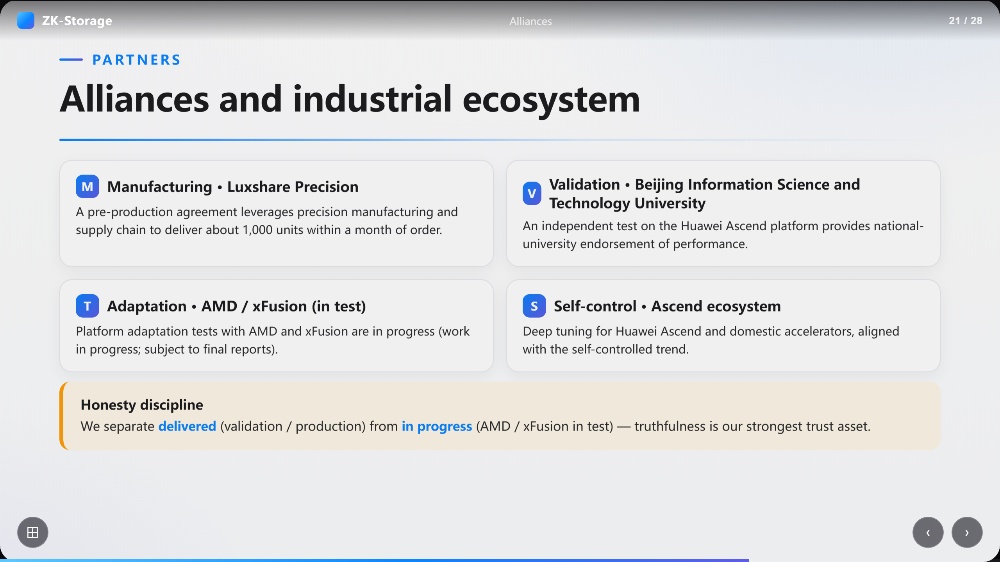 ZK-Storage
Alliances
21 / 28
PARTNERS
Alliances and industrial ecosystem
M
Manufacturing • Luxshare Precision
A pre-production agreement leverages precision manufacturing and
supply chain to deliver about 1,000 units within a month of order.
V
Validation • Beijing Information Science and
Technology University
An independent test on the Huawei Ascend platform provides national-
university endorsement of performance.
T
Adaptation • AMD / xFusion (in test)
Platform adaptation tests with AMD and xFusion are in progress (work
in progress; subject to final reports).
S
Self-control • Ascend ecosystem
Deep tuning for Huawei Ascend and domestic accelerators, aligned
with the self-controlled trend.
Honesty discipline
We separate delivered (validation / production) from in progress (AMD / xFusion in test) — truthfulness is our strongest trust asset.
‹
›